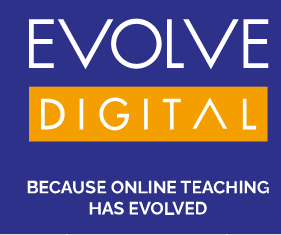 EVOLVE
DIGITAL
BECAUSE ONLINE TEACHING
HAS EVOLVED